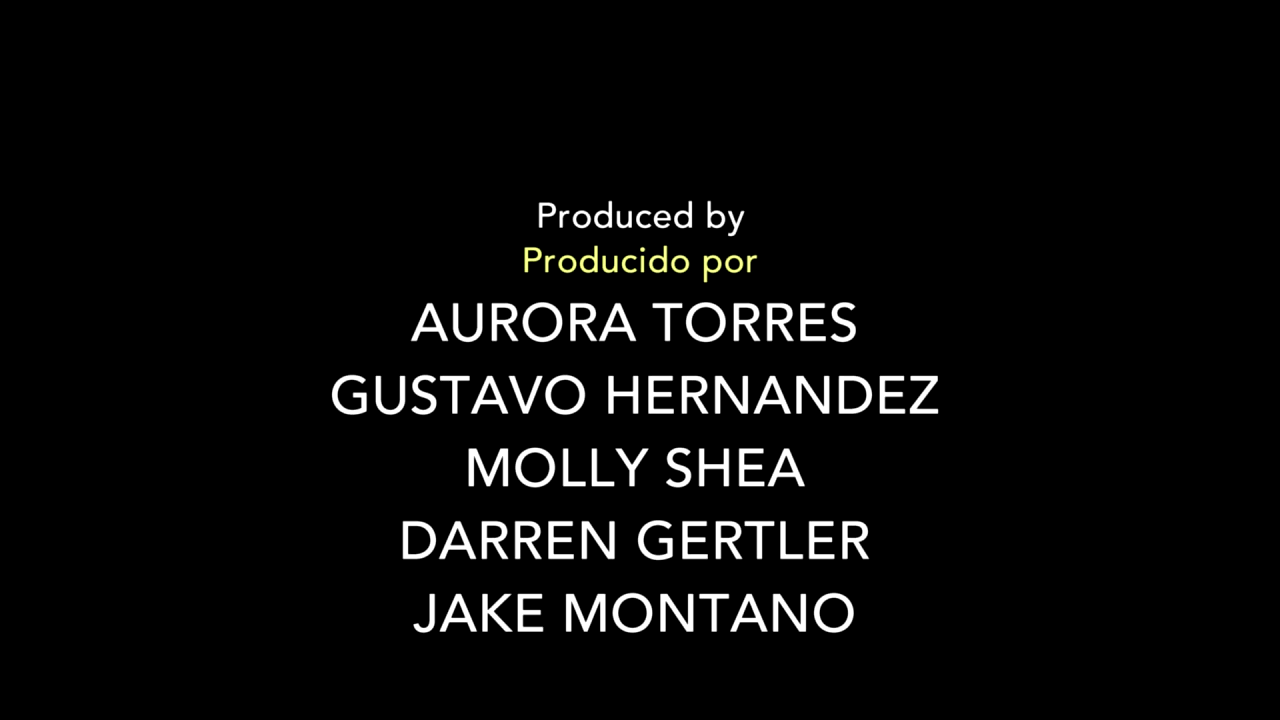 Produced by
Producido por
AURORA TORRES
GUSTAVO HERNANDEZ
MOLLY SHEA
DARREN GERTLER
JAKE MONTANO